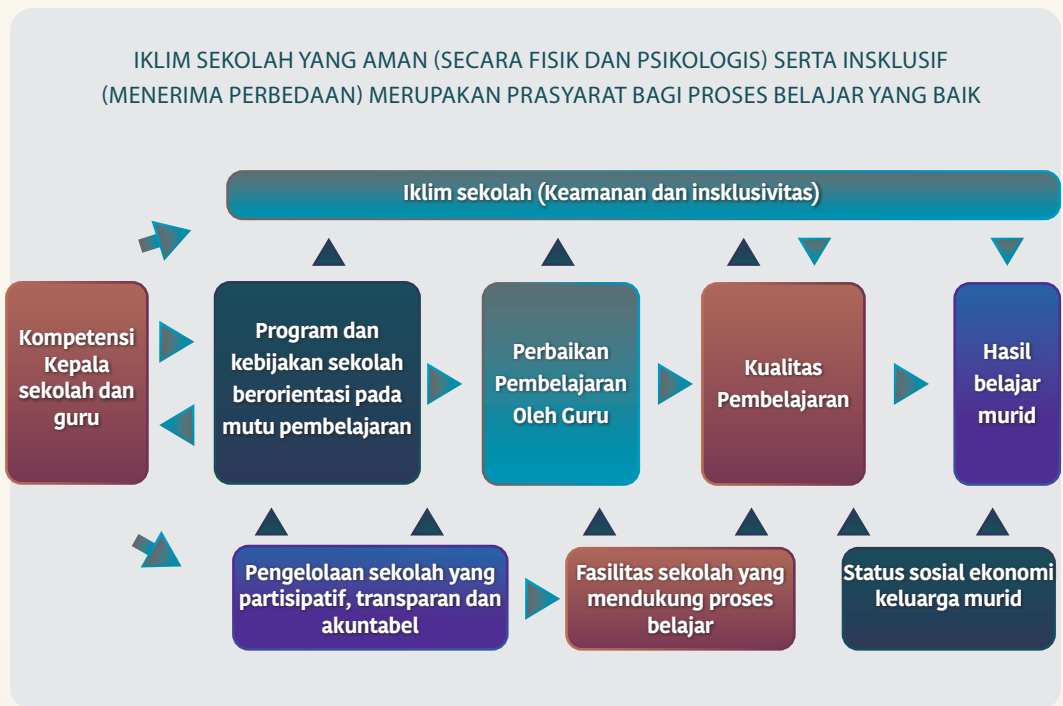 IKLIM SEKOLAH YANG AMAN (SECARA FISIK DAN PSIKOLOGIS) SERTA INSKLUSIF
(MENERIMA PERBEDAAN) MERUPAKAN PRASYARAT BAGI PROSES BELAJAR YANG BAIK
Iklim sekolah (Keamanan dan insklusivitas)
Kompetensi
Kepala
sekolah dan
guru
Program dan
kebijakan sekolah
berorientasi pada
mutu pembelajaran
Perbaikan
Pembelajaran
Oleh Guru
Kualitas
Pembelajaran
Hasil
belajar
murid
Pengelolaan sekolah yang
partisipatif, transparan dan
akuntabel
Fasilitas sekolah yang
mendukung proses
belajar
Status sosial ekonomi
keluarga murid